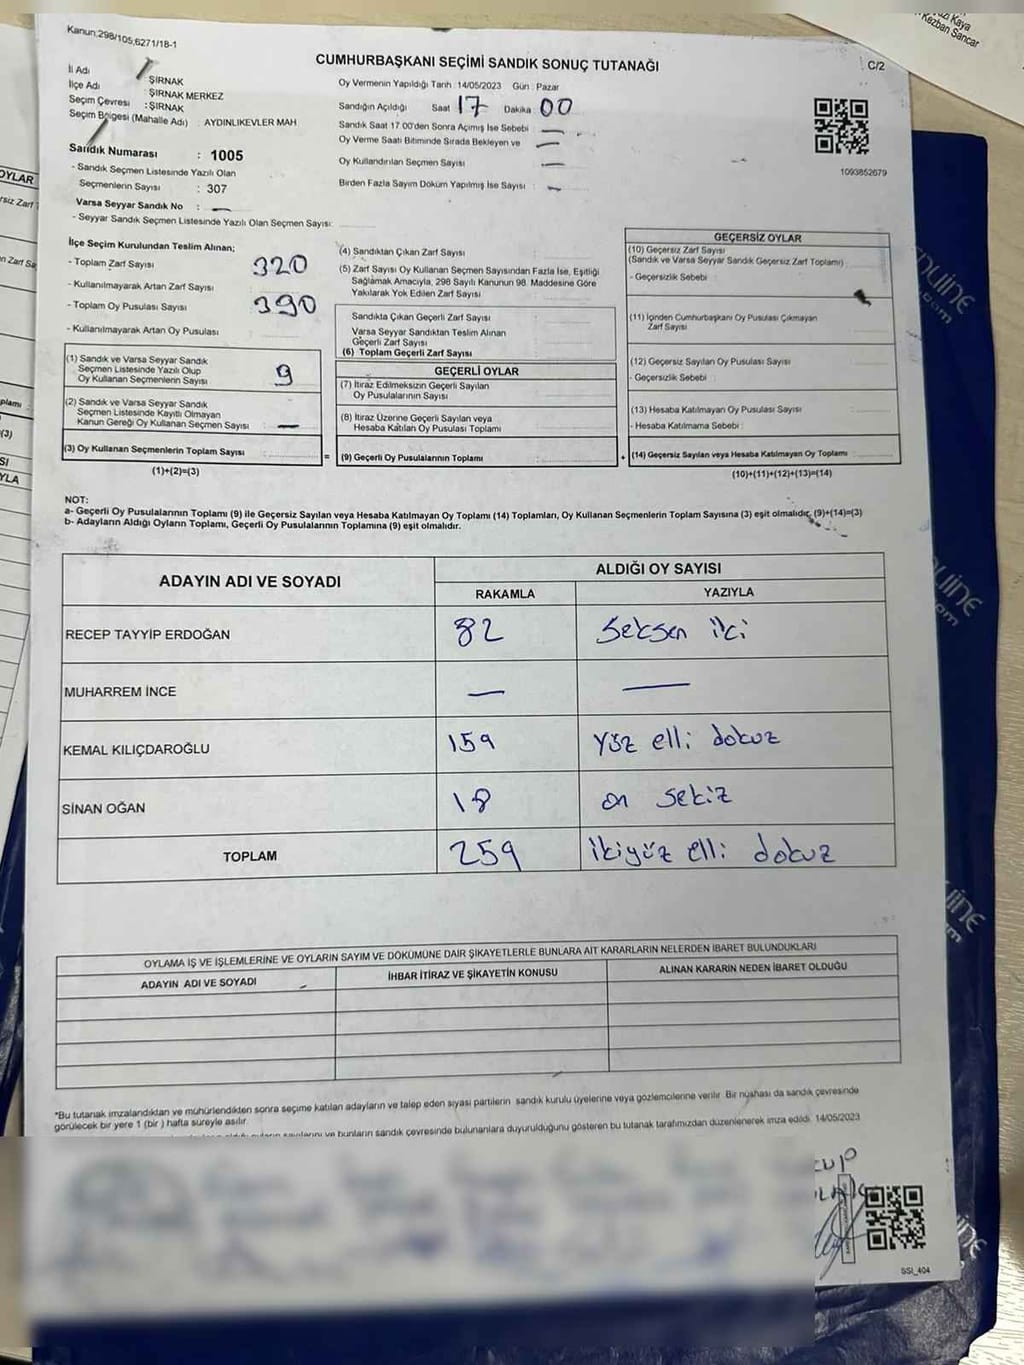 Kanun:298/105,6271/18-1
CUMHURBAŞKANI SEÇİMİ SANDIK SONUÇ TUTANAĞI
C/2
İl Adı : ŞIRNAK
İlçe Adı : ŞIRNAK MERKEZ
Seçim Çevresi : ŞIRNAK
Seçim Bölgesi (Mahalle Adı) : AYDINLIKEVLER MAH
Sandık Numarası : 1005
- Sandık Seçmen Listesinde Yazılı Olan
Seçmenlerin Sayısı : 307
Varsa Seyyar Sandık No : —
- Seyyar Sandık Seçmen Listesinde Yazılı Olan Seçmen Sayısı:
Oy Vermenin Yapıldığı Tarih :14/05/2023 Gün : Pazar
Sandığın Açıldığı Saat 17 Dakika 00
Sandık Saat 17.00'den Sonra Açılmış İse Sebebi : —
Oy Verme Saati Bitiminde Sırada Bekleyen ve —
Oy Kullandırılan Seçmen Sayısı : —
Birden Fazla Sayım Döküm Yapılmış İse Sayısı : —
1093852679
İlçe Seçim Kurulundan Teslim Alınan;
- Toplam Zarf Sayısı 320
- Kullanılmayarak Artan Zarf Sayısı
- Toplam Oy Pusulası Sayısı 390
- Kullanılmayarak Artan Oy Pusulası
(1) Sandık ve Varsa Seyyar Sandık
Seçmen Listesinde Yazılı Olup
Oy Kullanan Seçmenlerin Sayısı 9
(2) Sandık ve Varsa Seyyar Sandık
Seçmen Listesinde Kayıtlı Olmayan
Kanun Gereği Oy Kullanan Seçmen Sayısı —
(3) Oy Kullanan Seçmenlerin Toplam Sayısı
(1)+(2)=(3)
(4) Sandıktan Çıkan Zarf Sayısı
(5) Zarf Sayısı Oy Kullanan Seçmen Sayısından Fazla İse, Eşitliği
Sağlamak Amacıyla, 298 Sayılı Kanunun 98. Maddesine Göre
Yakılarak Yok Edilen Zarf Sayısı
Sandıkta Çıkan Geçerli Zarf Sayısı
Varsa Seyyar Sandıktan Teslim Alınan
Geçerli Zarf Sayısı
(6) Toplam Geçerli Zarf Sayısı
GEÇERLİ OYLAR
(7) İtiraz Edilmeksizin Geçerli Sayılan
Oy Pusulalarının Sayısı
(8) İtiraz Üzerine Geçerli Sayılan veya
Hesaba Katılan Oy Pusulası Toplamı
= (9) Geçerli Oy Pusulalarının Toplamı +
GEÇERSİZ OYLAR
(10) Geçersiz Zarf Sayısı
(Sandık ve Varsa Seyyar Sandık Geçersiz Zarf Toplamı)
- Geçersizlik Sebebi :
(11) İçinden Cumhurbaşkanı Oy Pusulası Çıkmayan
Zarf Sayısı
(12) Geçersiz Sayılan Oy Pusulası Sayısı
- Geçersizlik Sebebi :
(13) Hesaba Katılmayan Oy Pusulası Sayısı
- Hesaba Katılmama Sebebi :
(14) Geçersiz Sayılan veya Hesaba Katılmayan Oy Toplamı
(10)+(11)+(12)+(13)=(14)
NOT:
a- Geçerli Oy Pusulalarının Toplamı (9) ile Geçersiz Sayılan veya Hesaba Katılmayan Oy Toplamı (14) Toplamları, Oy Kullanan Seçmenlerin Toplam Sayısına (3) eşit olmalıdır. (9)+(14)=(3)
b- Adayların Aldığı Oyların Toplamı, Geçerli Oy Pusulalarının Toplamına (9) eşit olmalıdır.
ADAYIN ADI VE SOYADI
ALDIĞI OY SAYISI
RAKAMLA YAZIYLA
RECEP TAYYİP ERDOĞAN 82 Seksen iki
MUHARREM İNCE — —
KEMAL KILIÇDAROĞLU 159 Yüz elli dokuz
SİNAN OĞAN 18 on sekiz
TOPLAM 259 ikiyüz elli dokuz
OYLAMA İŞ VE İŞLEMLERİNE VE OYLARIN SAYIM VE DÖKÜMÜNE DAİR ŞİKAYETLERLE BUNLARA AİT KARARLARIN NELERDEN İBARET BULUNDUKLARI
ADAYIN ADI VE SOYADI İHBAR İTİRAZ VE ŞİKAYETİN KONUSU ALINAN KARARIN NEDEN İBARET OLDUĞU
*Bu tutanak imzalandıktan ve mühürlendikten sonra seçime katılan adayların ve talep eden siyasi partilerin sandık kurulu üyelerine veya gözlemcilerine verilir. Bir nüshası da sandık çevresinde
görülecek bir yere 1 (bir ) hafta süreyle asılır.
sayılarını ve bunların sandık çevresinde bulunanlara duyurulduğunu gösteren bu tutanak tarafımızdan düzenlenerek imza edildi. 14/05/2023
SSI_404
Kaya
Kezban Sancar
OYLAR